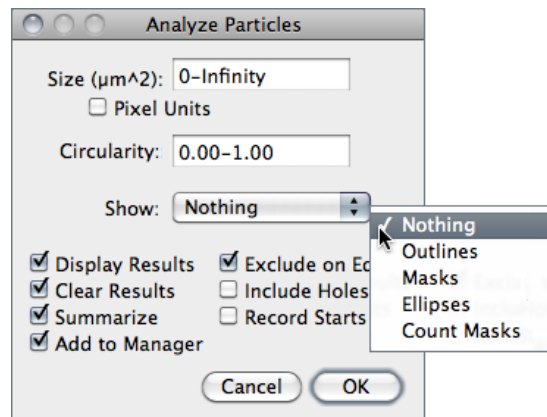 Analyze Particles
Size (µm^2): 0-Infinity
Pixel Units
Circularity: 0.00-1.00
Show: Nothing
✓ Nothing
Outlines
Masks
Ellipses
Count Masks
Display Results Exclude on Ed
Clear Results Include Holes
Summarize Record Starts
Add to Manager
Cancel OK